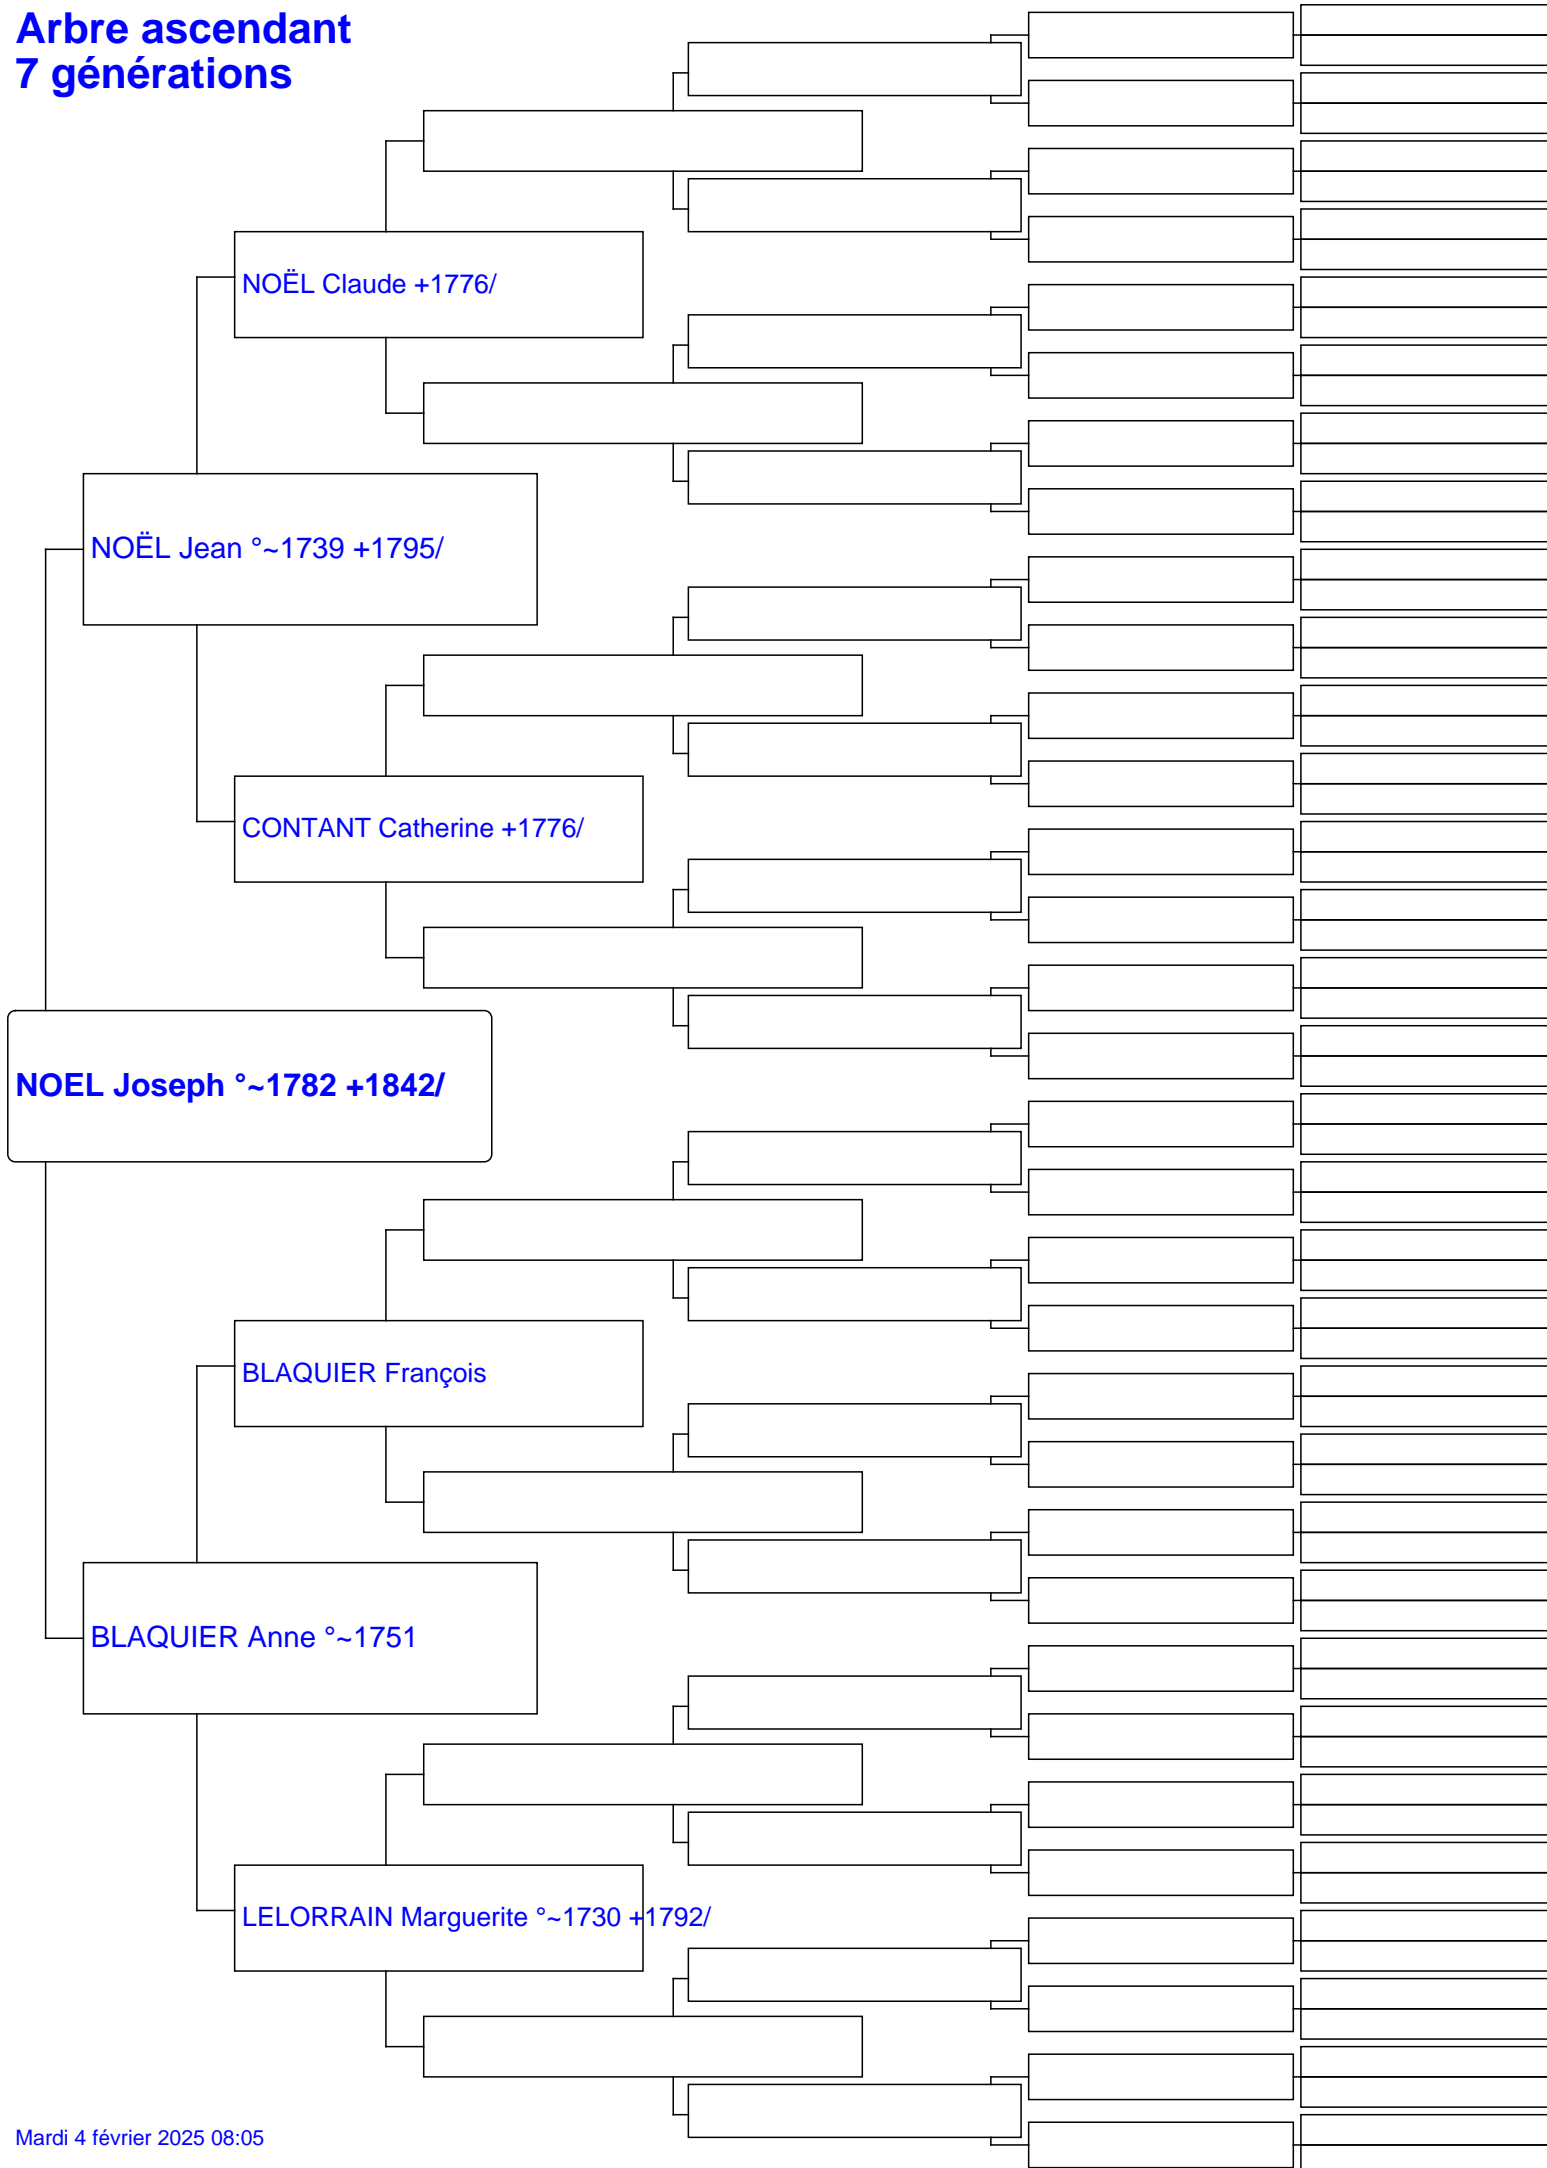 Arbre ascendant
7 générations
NOËL Claude +1776/
NOËL Jean °~1739 +1795/
CONTANT Catherine +1776/
NOEL Joseph °~1782 +1842/
BLAQUIER François
BLAQUIER Anne °~1751
LELORRAIN Marguerite °~1730 +1792/
Mardi 4 février 2025 08:05